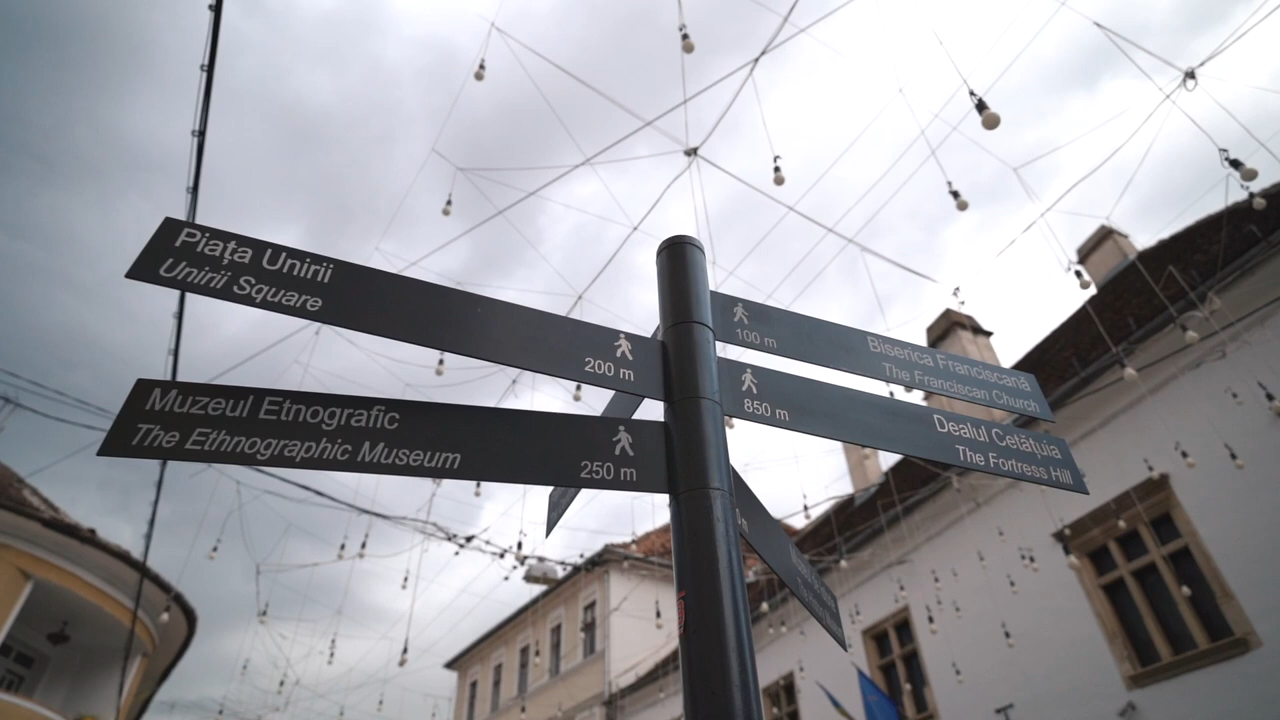 Piața Unirii
Unirii Square
200 m
Muzeul Etnografic
The Ethnographic Museum
250 m
100 m
Biserica Franciscană
The Franciscan Church
850 m
Dealul Cetățuia
The Fortress Hill